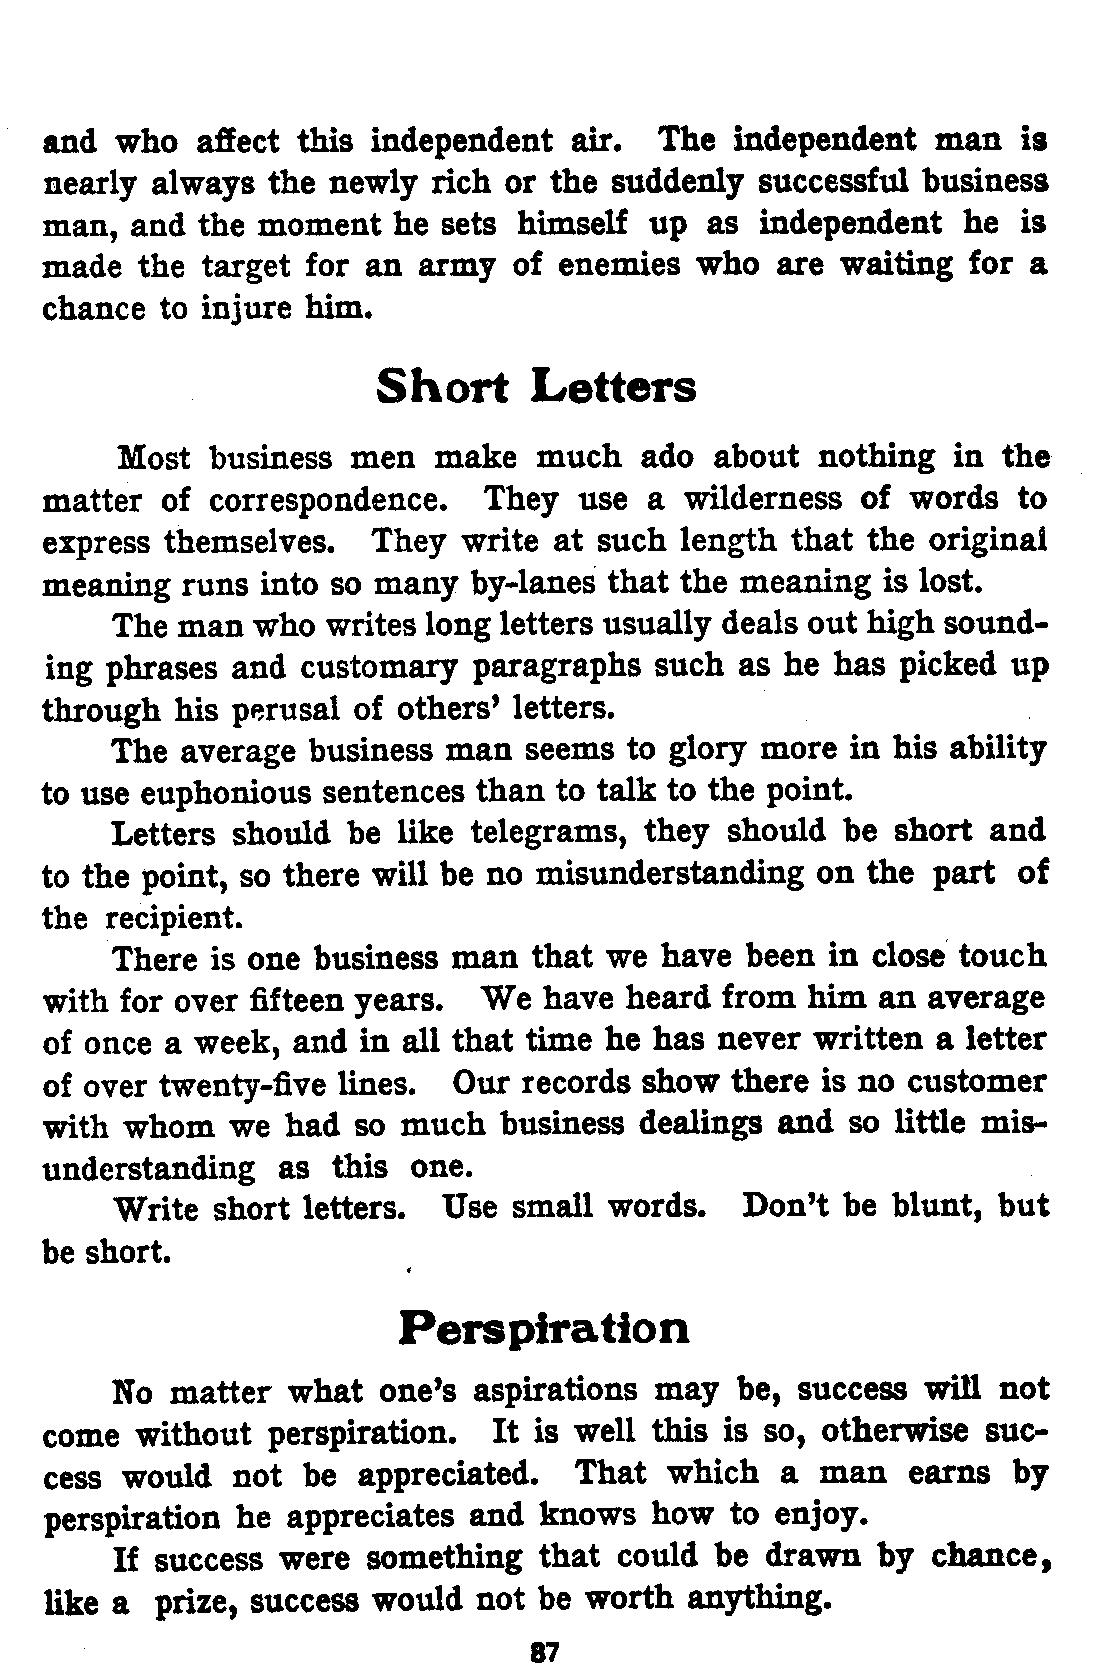 and who affect this independent air. The independent man is
nearly always the newly rich or the suddenly successful business
man, and the moment he sets himself up as independent he is
made the target for an army of enemies who are waiting for a
chance to injure him.
Short Letters
Most business men make much ado about nothing in the
matter of correspondence. They use a wilderness of words to
express themselves. They write at such length that the original
meaning runs into so many by-lanes that the meaning is lost.
The man who writes long letters usually deals out high sound-
ing phrases and customary paragraphs such as he has picked up
through his perusal of others' letters.
The average business man seems to glory more in his ability
to use euphonious sentences than to talk to the point.
Letters should be like telegrams, they should be short and
to the point, so there will be no misunderstanding on the part of
the recipient.
There is one business man that we have been in close touch
with for over fifteen years. We have heard from him an average
of once a week, and in all that time he has never written a letter
of over twenty-five lines. Our records show there is no customer
with whom we had so much business dealings and so little mis-
understanding as this one.
Write short letters. Use small words. Don't be blunt, but
be short.
Perspiration
No matter what one's aspirations may be, success will not
come without perspiration. It is well this is so, otherwise suc-
cess would not be appreciated. That which a man earns by
perspiration he appreciates and knows how to enjoy.
If success were something that could be drawn by chance,
like a prize, success would not be worth anything.
87